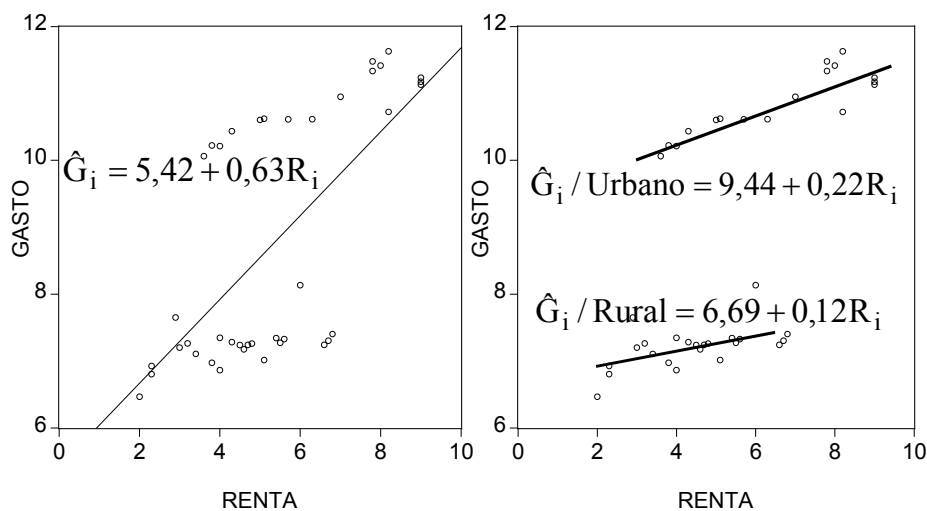 12
10
8
6
GASTO
Ĝᵢ = 5,42 + 0,63Rᵢ
0 2 4 6 8 10
RENTA
12
10
8
6
GASTO
Ĝᵢ / Urbano = 9,44 + 0,22Rᵢ
Ĝᵢ / Rural = 6,69 + 0,12Rᵢ
0 2 4 6 8 10
RENTA